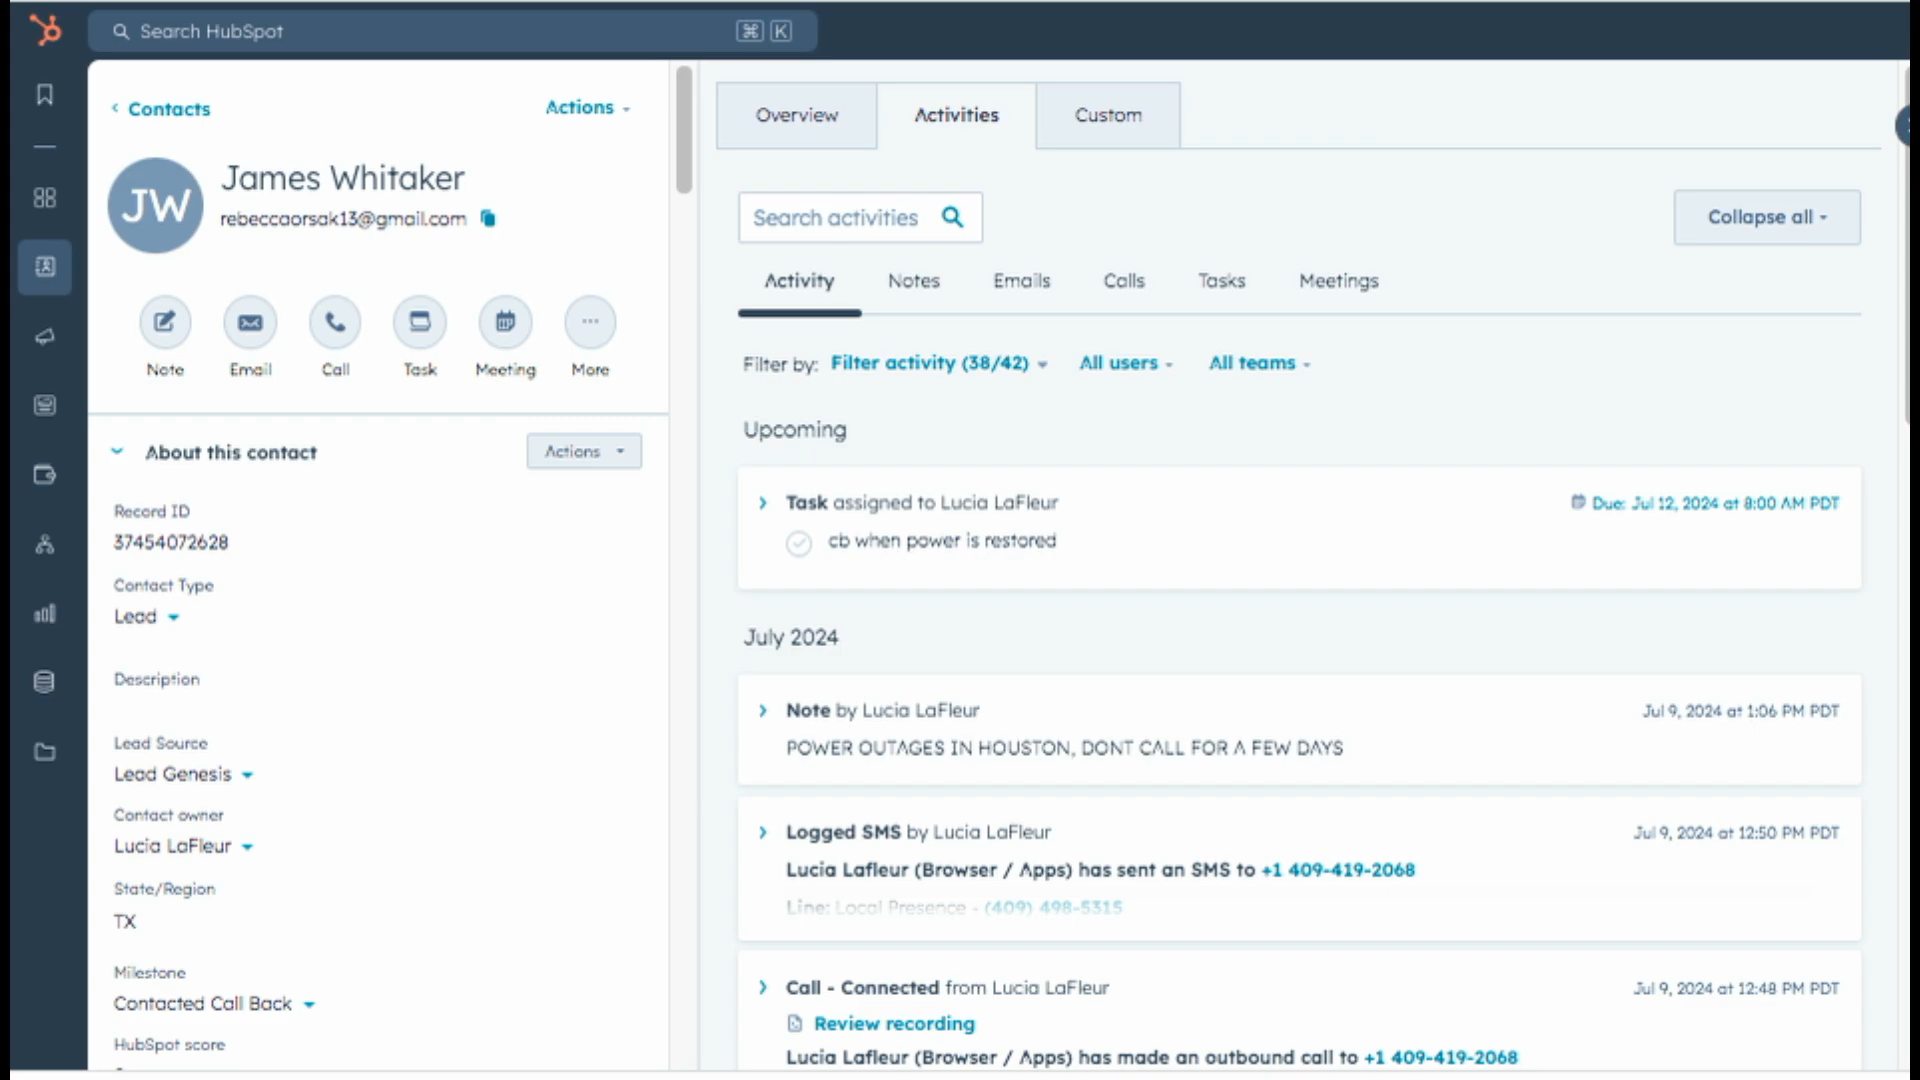 Search HubSpot
⌘ K
Contacts
Actions
JW
James Whitaker
rebeccaorsak13@gmail.com
Note
Email
Call
Task
Meeting
More
About this contact
Actions
Record ID
37454072628
Contact Type
Lead
Description
Lead Source
Lead Genesis
Contact owner
Lucia LaFleur
State/Region
TX
Milestone
Contacted Call Back
HubSpot score
Overview
Activities
Custom
Search activities
Collapse all
Activity
Notes
Emails
Calls
Tasks
Meetings
Filter by: Filter activity (38/42) All users All teams
Upcoming
Task assigned to Lucia LaFleur
Due: Jul 12, 2024 at 8:00 AM PDT
cb when power is restored
July 2024
Note by Lucia LaFleur
Jul 9, 2024 at 1:06 PM PDT
POWER OUTAGES IN HOUSTON, DONT CALL FOR A FEW DAYS
Logged SMS by Lucia LaFleur
Jul 9, 2024 at 12:50 PM PDT
Lucia Lafleur (Browser / Apps) has sent an SMS to +1 409-419-2068
Line: Local Presence - (409) 498-5315
Call - Connected from Lucia LaFleur
Jul 9, 2024 at 12:48 PM PDT
Review recording
Lucia Lafleur (Browser / Apps) has made an outbound call to +1 409-419-2068